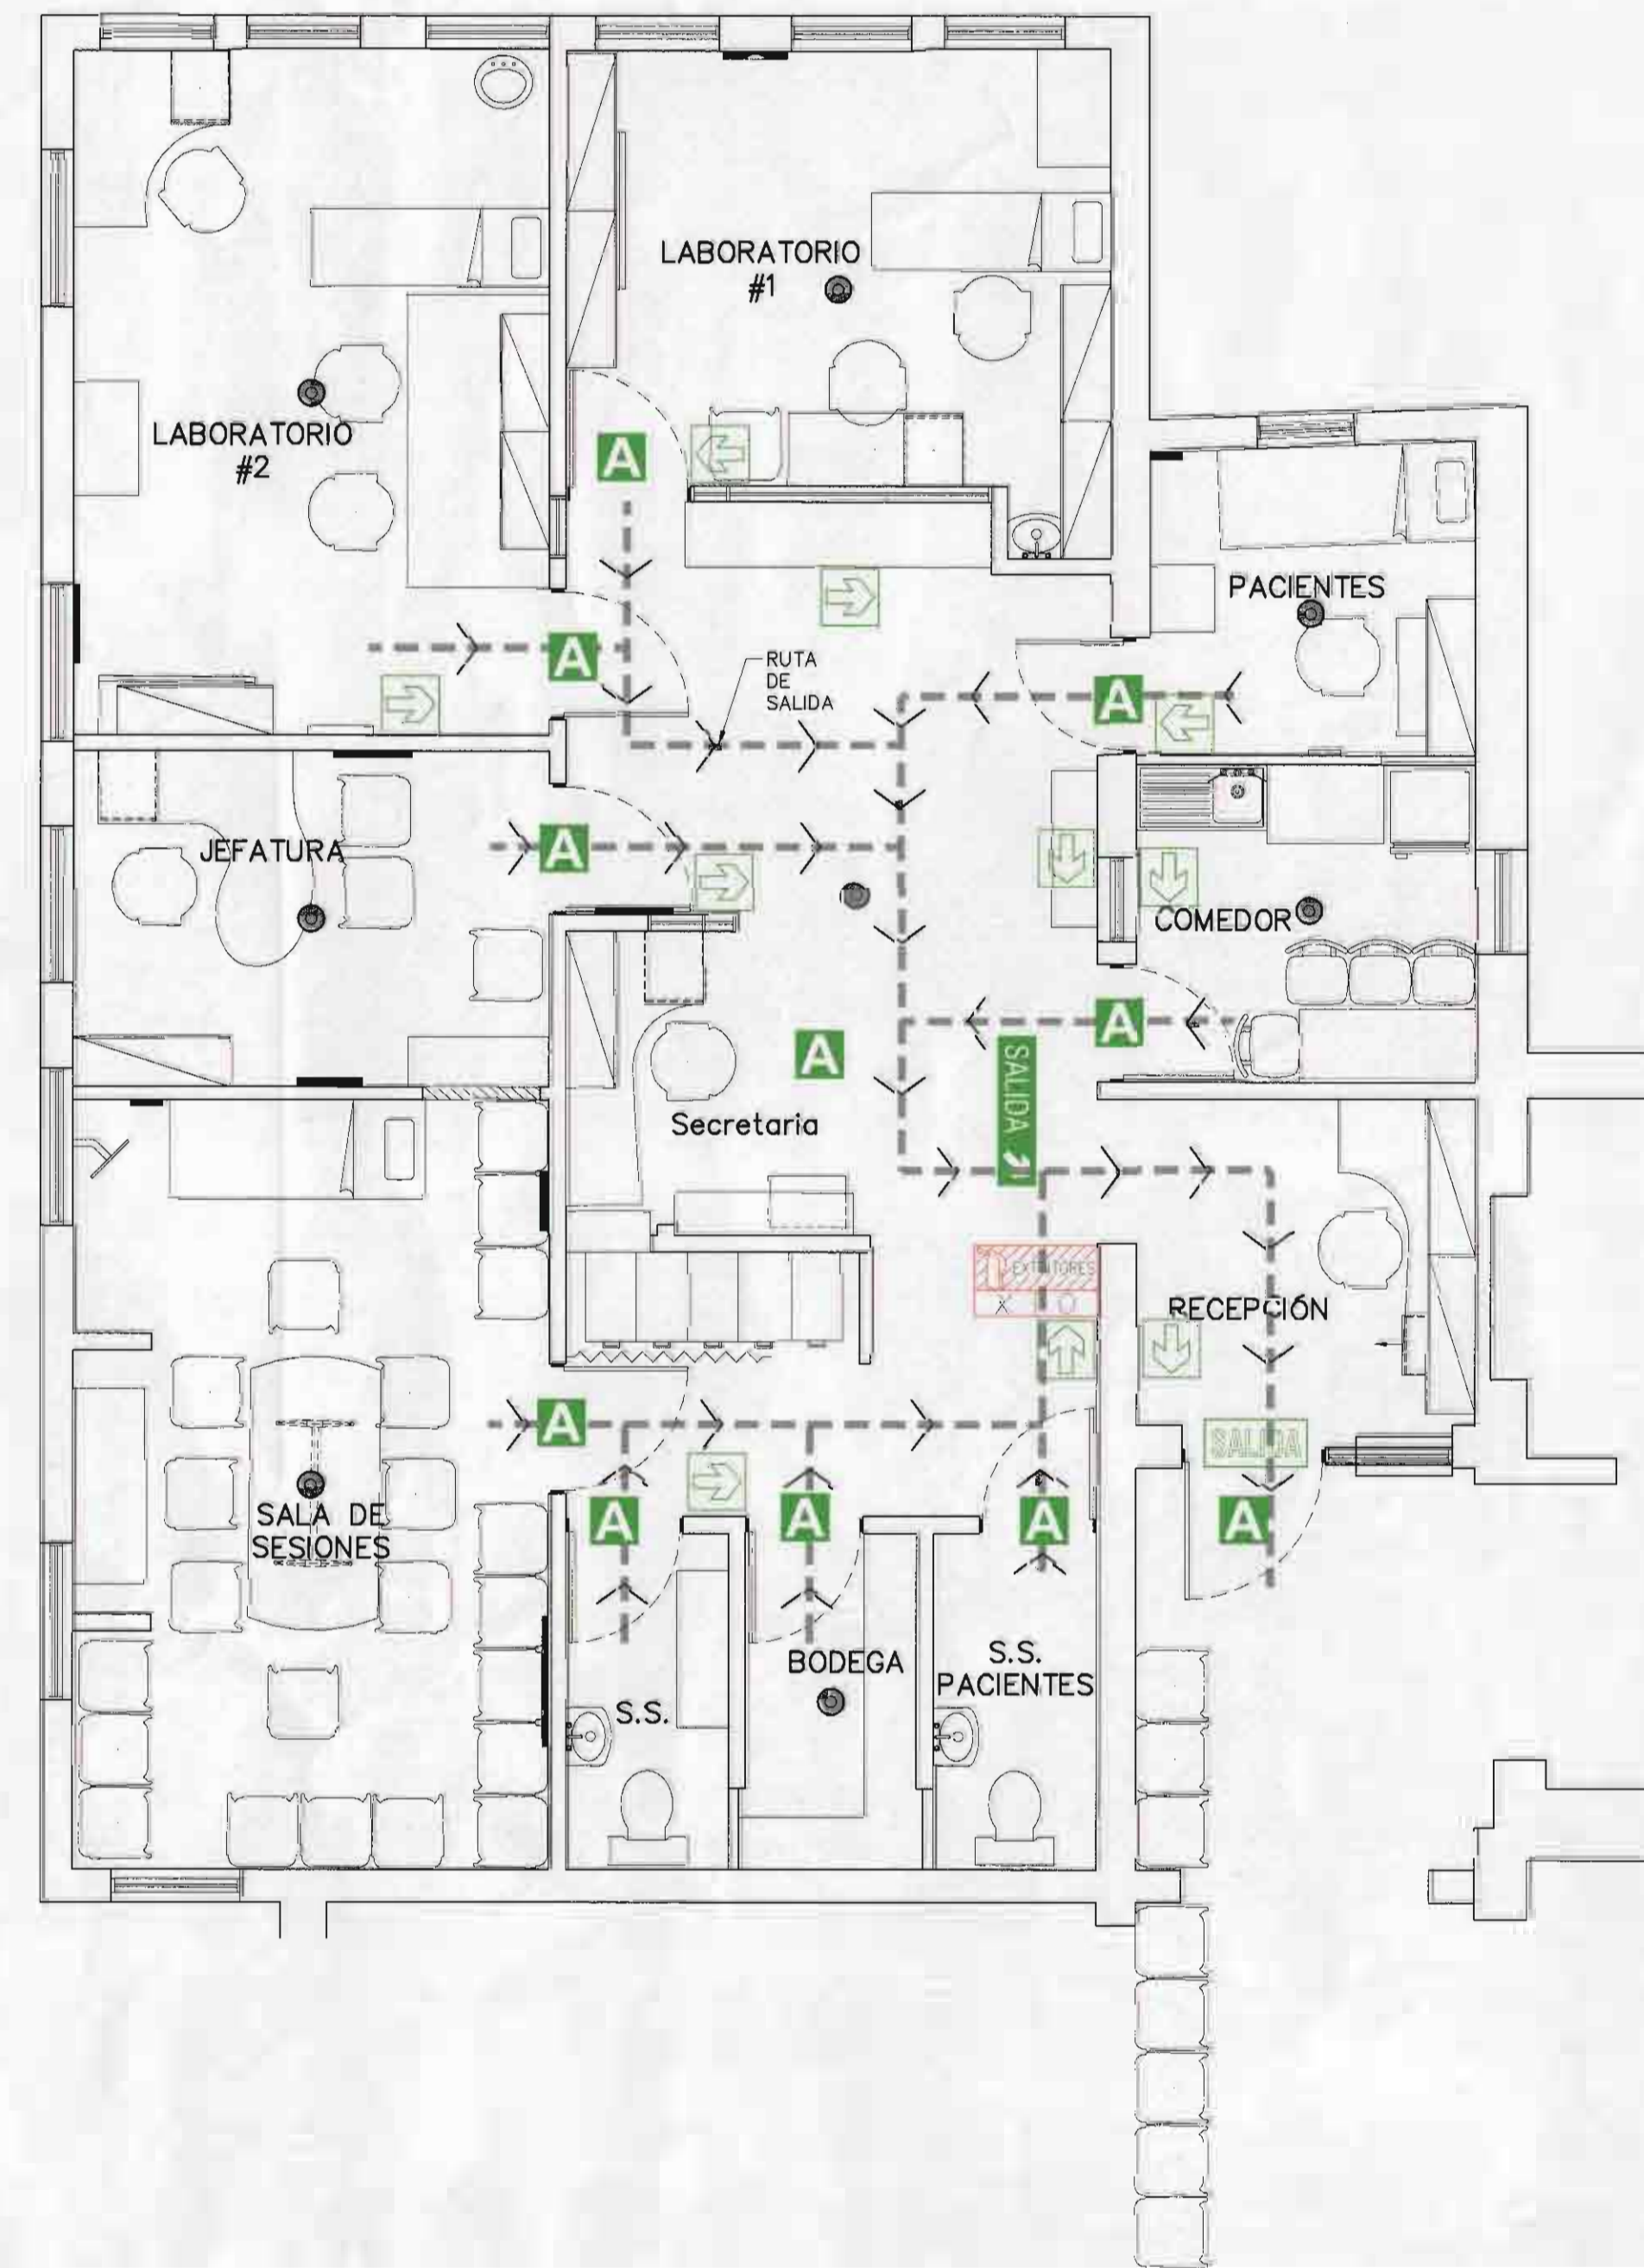 LABORATORIO
#1
LABORATORIO
#2
A
PACIENTES
A
RUTA
DE
SALIDA
A
JEFATURA
A
COMEDOR
A
A
SALIDA
Secretaria
EXTINTORES
X
O
RECEPCIÓN
A
SALIDA
SALA DE
SESIONES
A
A
A
A
BODEGA
S.S.
PACIENTES
S.S.